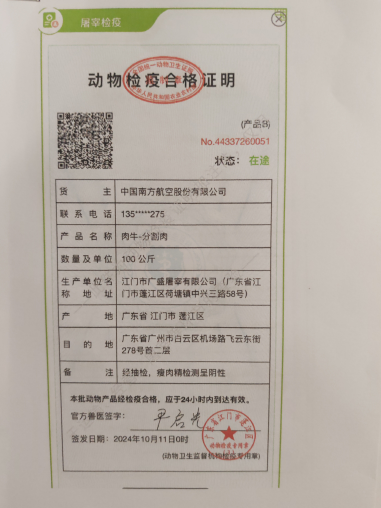 屠宰检疫
动物检疫合格证明
(产品B)
No.44337260051
状态： 在途
货 主 中国南方航空股份有限公司
联系电话 135*****275
产品名称 肉牛-分割肉
数量及单位 100 公斤
生产单位名称地址 江门市广盛屠宰有限公司（广东省江
门市蓬江区荷塘镇中兴三路58号）
产 地 广东省 江门市 蓬江区
目的地 广东省广州市白云区机场路飞云东街
278号首二层
备 注 经抽检，瘦肉精检测呈阴性
本批动物产品经检疫合格，应于24小时内到达有效。
官方兽医签字：
签发日期：2024年10月11日0时
(动物卫生监督机构检疫专用章)